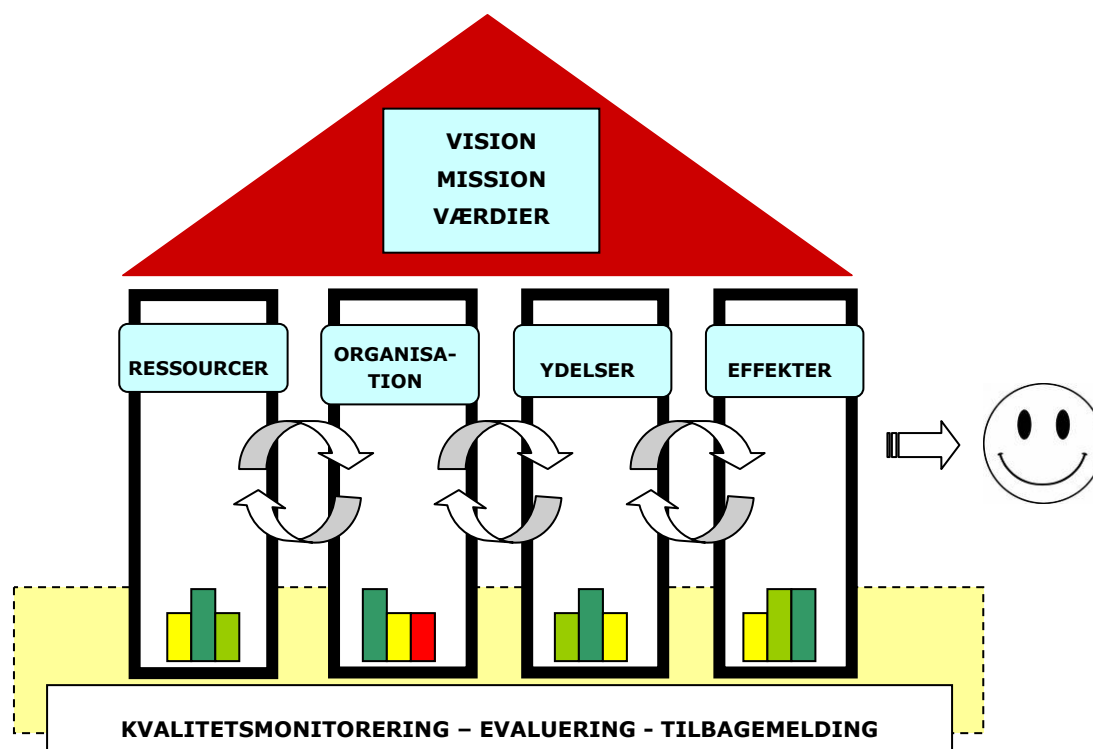 VISION
MISSION
VÆRDIER
RESSOURCER
ORGANISA-
TION
YDELSER
EFFEKTER
KVALITETSMONITORERING – EVALUERING - TILBAGEMELDING